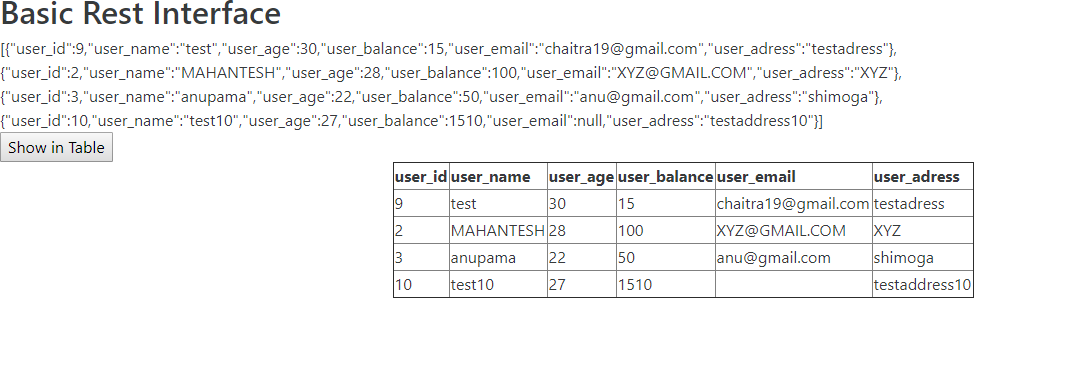 Basic Rest Interface
[{"user_id":9,"user_name":"test","user_age":30,"user_balance":15,"user_email":"chaitra19@gmail.com","user_adress":"testadress"},
{"user_id":2,"user_name":"MAHANTESH","user_age":28,"user_balance":100,"user_email":"XYZ@GMAIL.COM","user_adress":"XYZ"},
{"user_id":3,"user_name":"anupama","user_age":22,"user_balance":50,"user_email":"anu@gmail.com","user_adress":"shimoga"},
{"user_id":10,"user_name":"test10","user_age":27,"user_balance":1510,"user_email":null,"user_adress":"testaddress10"}]
Show in Table
user_id user_name user_age user_balance user_email user_adress
9 test 30 15 chaitra19@gmail.com testadress
2 MAHANTESH 28 100 XYZ@GMAIL.COM XYZ
3 anupama 22 50 anu@gmail.com shimoga
10 test10 27 1510 testaddress10